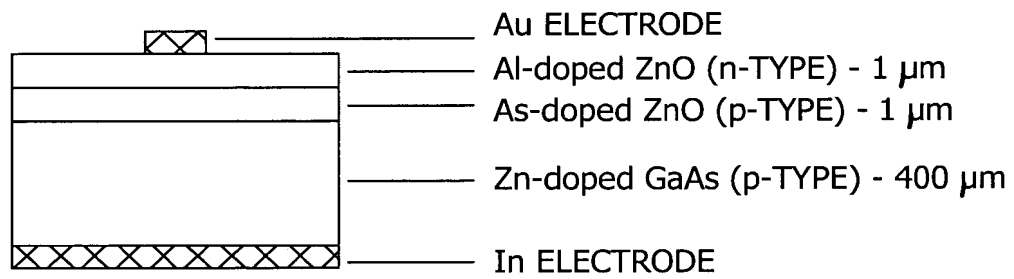 Au ELECTRODE
Al-doped ZnO (n-TYPE) - 1 µm
As-doped ZnO (p-TYPE) - 1 µm
Zn-doped GaAs (p-TYPE) - 400 µm
In ELECTRODE